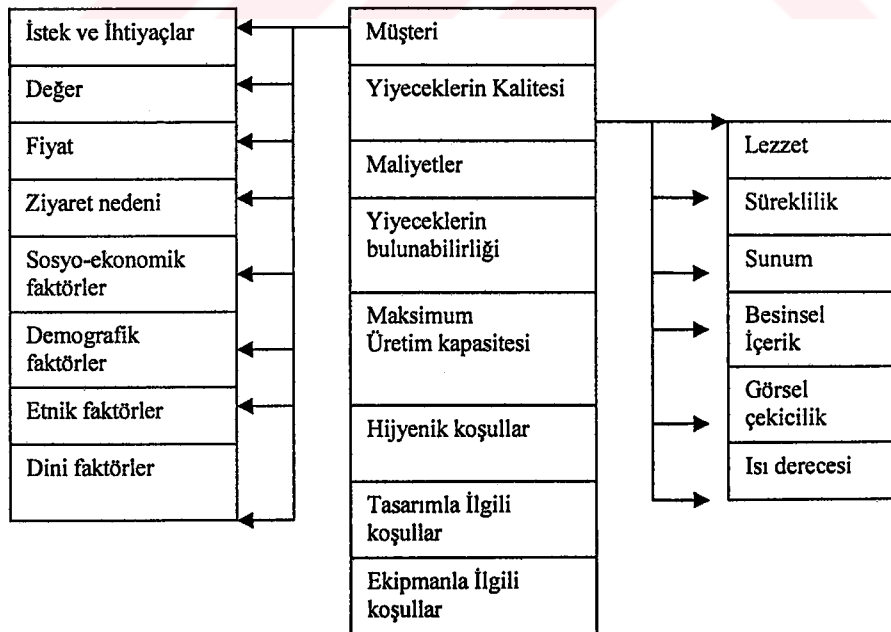 İstek ve İhtiyaçlar
Değer
Fiyat
Ziyaret nedeni
Sosyo-ekonomik
faktörler
Demografik
faktörler
Etnik faktörler
Dini faktörler
Müşteri
Yiyeceklerin Kalitesi
Maliyetler
Yiyeceklerin
bulunabilirliği
Maksimum
Üretim kapasitesi
Hijyenik koşullar
Tasarımla İlgili
koşullar
Ekipmanla İlgili
koşullar
Lezzet
Süreklilik
Sunum
Besinsel
İçerik
Görsel
çekicilik
Isı derecesi